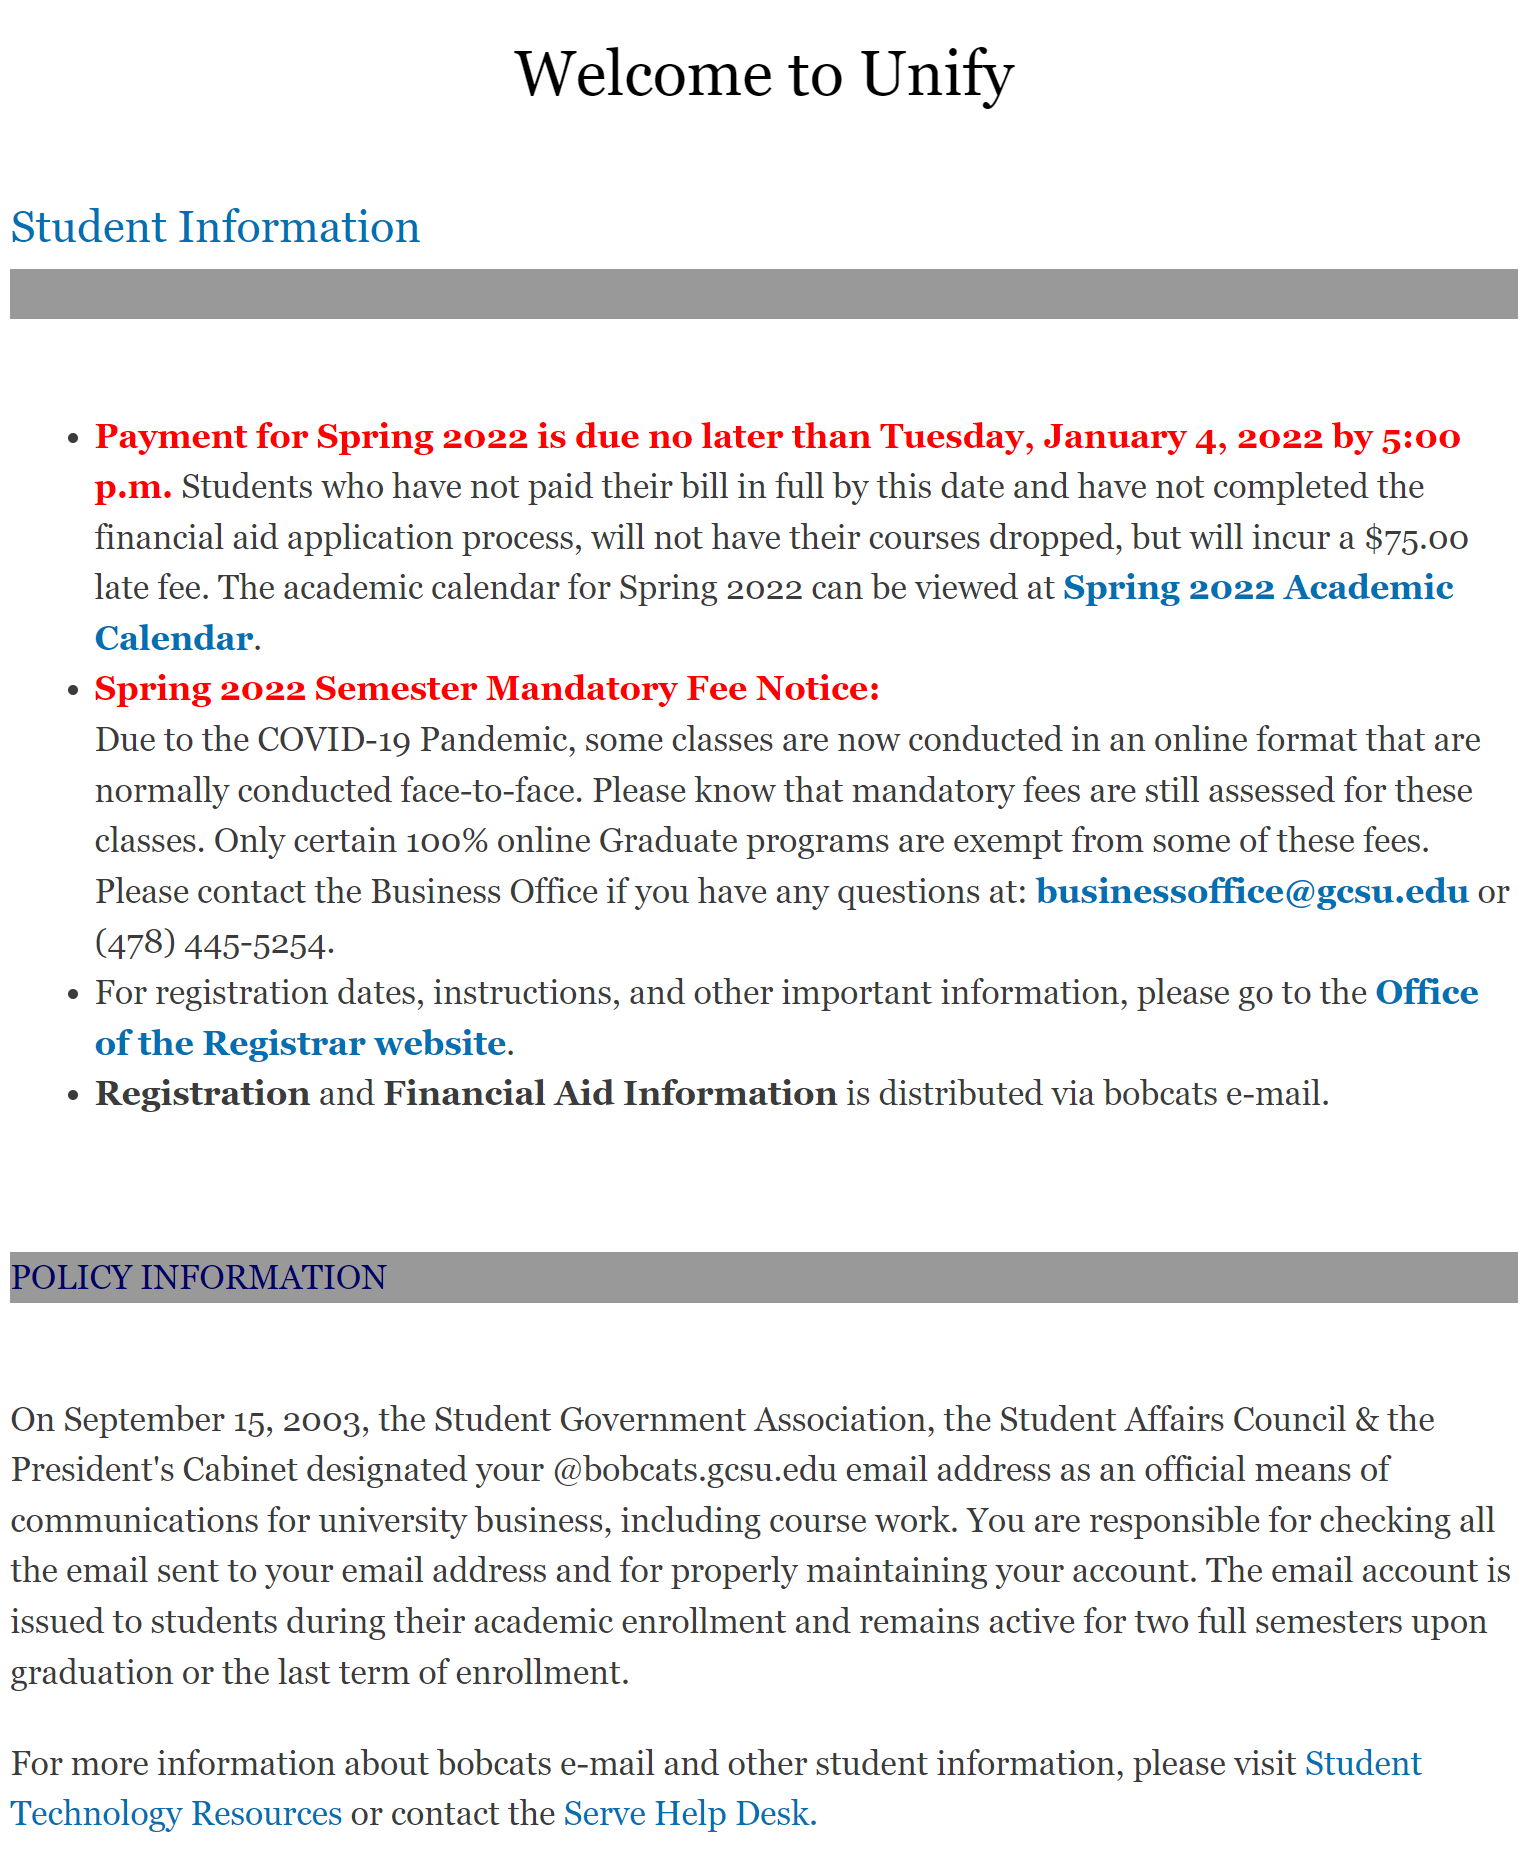 Welcome to Unify
Student Information
Payment for Spring 2022 is due no later than Tuesday, January 4, 2022 by 5:00
p.m. Students who have not paid their bill in full by this date and have not completed the
financial aid application process, will not have their courses dropped, but will incur a $75.00
late fee. The academic calendar for Spring 2022 can be viewed at Spring 2022 Academic
Calendar.
Spring 2022 Semester Mandatory Fee Notice:
Due to the COVID-19 Pandemic, some classes are now conducted in an online format that are
normally conducted face-to-face. Please know that mandatory fees are still assessed for these
classes. Only certain 100% online Graduate programs are exempt from some of these fees.
Please contact the Business Office if you have any questions at: businessoffice@gcsu.edu or
(478) 445-5254.
For registration dates, instructions, and other important information, please go to the Office
of the Registrar website.
Registration and Financial Aid Information is distributed via bobcats e-mail.
POLICY INFORMATION
On September 15, 2003, the Student Government Association, the Student Affairs Council & the
President's Cabinet designated your @bobcats.gcsu.edu email address as an official means of
communications for university business, including course work. You are responsible for checking all
the email sent to your email address and for properly maintaining your account. The email account is
issued to students during their academic enrollment and remains active for two full semesters upon
graduation or the last term of enrollment.
For more information about bobcats e-mail and other student information, please visit Student
Technology Resources or contact the Serve Help Desk.